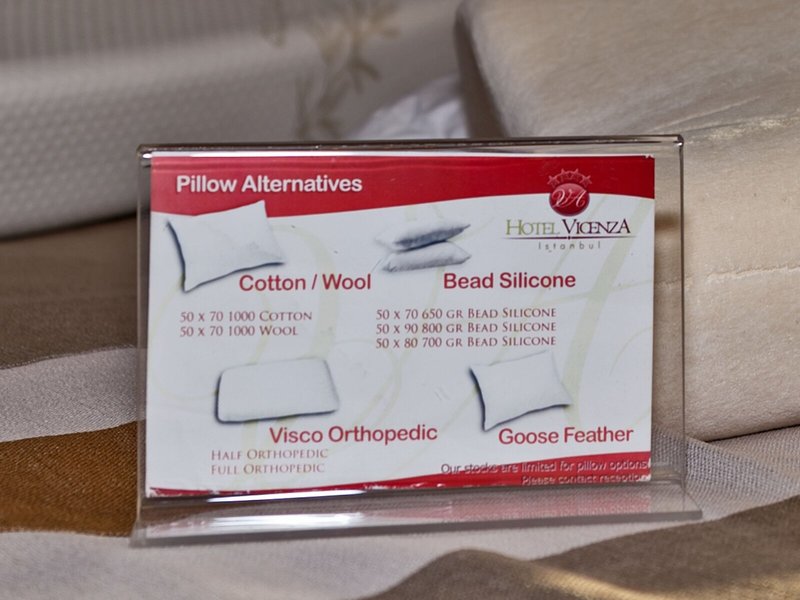 Pillow Alternatives
VA
HOTEL VICENZA
Istanbul
Cotton / Wool
50 x 70 1000 Cotton
50 x 70 1000 Wool
Bead Silicone
50 x 70 650 gr Bead Silicone
50 x 90 800 gr Bead Silicone
50 x 80 700 gr Bead Silicone
Visco Orthopedic
Half Orthopedic
Full Orthopedic
Goose Feather
Our stocks are limited for pillow options
Please contact reception